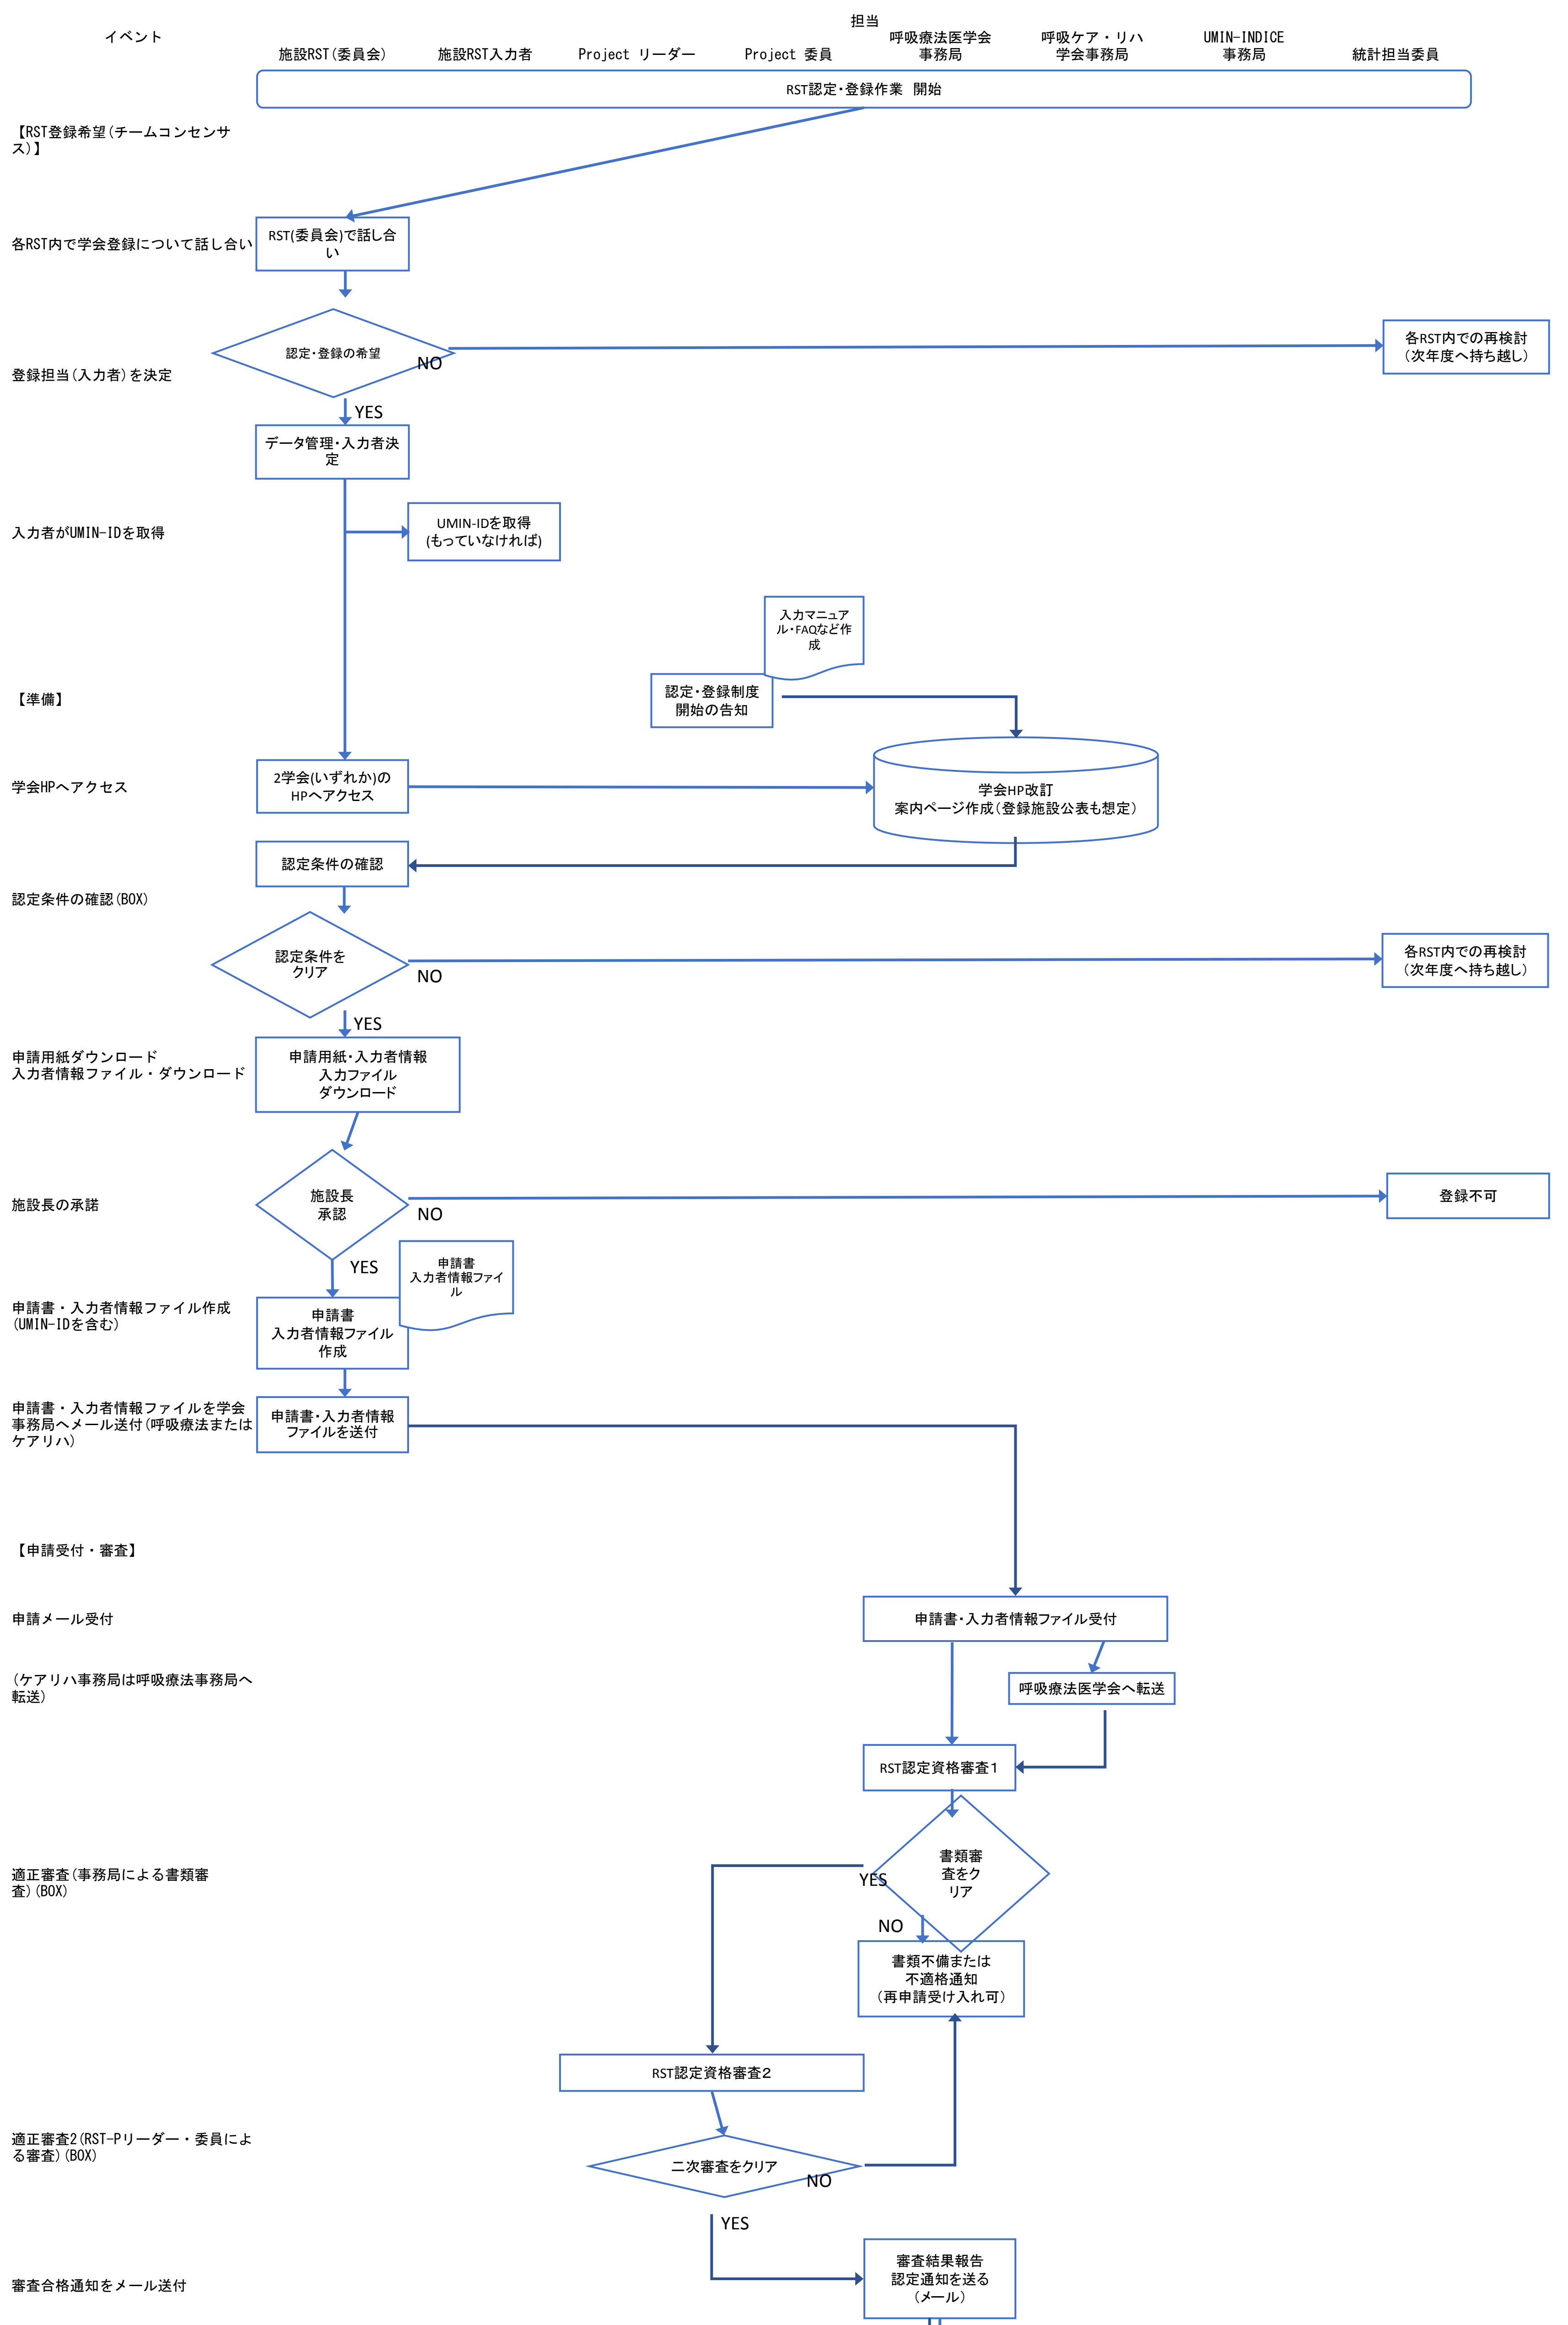 担当
イベント
施設RST(委員会)
施設RST入力者
Project リーダー
Project 委員
呼吸療法医学会
事務局
呼吸ケア・リハ
学会事務局
UMIN-INDICE
事務局
統計担当委員
RST認定・登録作業　開始
【RST登録希望(チームコンセンサ
ス)】
各RST内で学会登録について話し合い
RST(委員会)で話し合
い
認定・登録の希望
NO
各RST内での再検討
（次年度へ持ち越し）
登録担当(入力者)を決定
YES
データ管理・入力者決
定
入力者がUMIN-IDを取得
UMIN-IDを取得
(もっていなければ)
入力マニュア
ル・FAQなど作
成
【準備】
認定・登録制度
開始の告知
学会HPへアクセス
2学会(いずれか)の
HPへアクセス
学会HP改訂
案内ページ作成（登録施設公表も想定）
認定条件の確認
認定条件の確認(BOX)
認定条件を
クリア
NO
各RST内での再検討
（次年度へ持ち越し）
YES
申請用紙ダウンロード
入力者情報ファイル・ダウンロード
申請用紙・入力者情報
入力ファイル
ダウンロード
施設長の承諾
施設長
承認
NO
登録不可
YES
申請書
入力者情報ファイ
ル
申請書・入力者情報ファイル作成
(UMIN-IDを含む)
申請書
入力者情報ファイル
作成
申請書・入力者情報ファイルを学会
事務局へメール送付(呼吸療法または
ケアリハ)
申請書・入力者情報
ファイルを送付
【申請受付・審査】
申請メール受付
申請書・入力者情報ファイル受付
(ケアリハ事務局は呼吸療法事務局へ
転送)
呼吸療法医学会へ転送
RST認定資格審査１
適正審査(事務局による書類審
査)(BOX)
書類審
査をク
リア
YES
NO
書類不備または
不適格通知
（再申請受け入れ可）
RST認定資格審査２
適正審査2(RST-Pリーダー・委員によ
る審査)(BOX)
二次審査をクリア
NO
YES
審査合格通知をメール送付
審査結果報告
認定通知を送る
（メール）